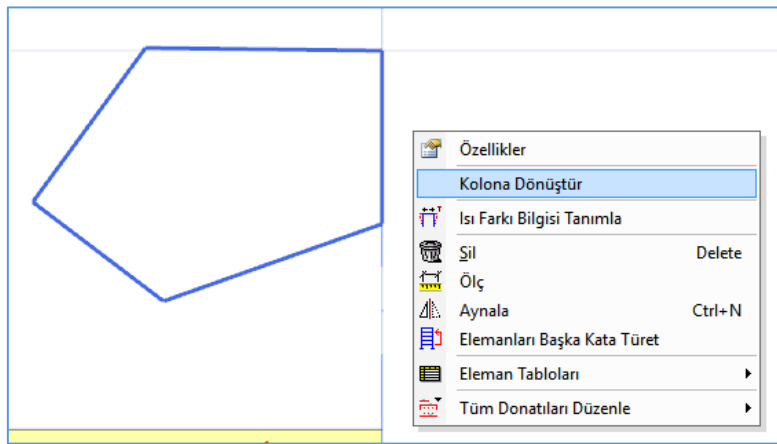 Özellikler
Kolona Dönüştür
Isı Farkı Bilgisi Tanımla
Sil Delete
Ölç
Aynala Ctrl+N
Elemanları Başka Kata Türet
Eleman Tabloları
Tüm Donatıları Düzenle